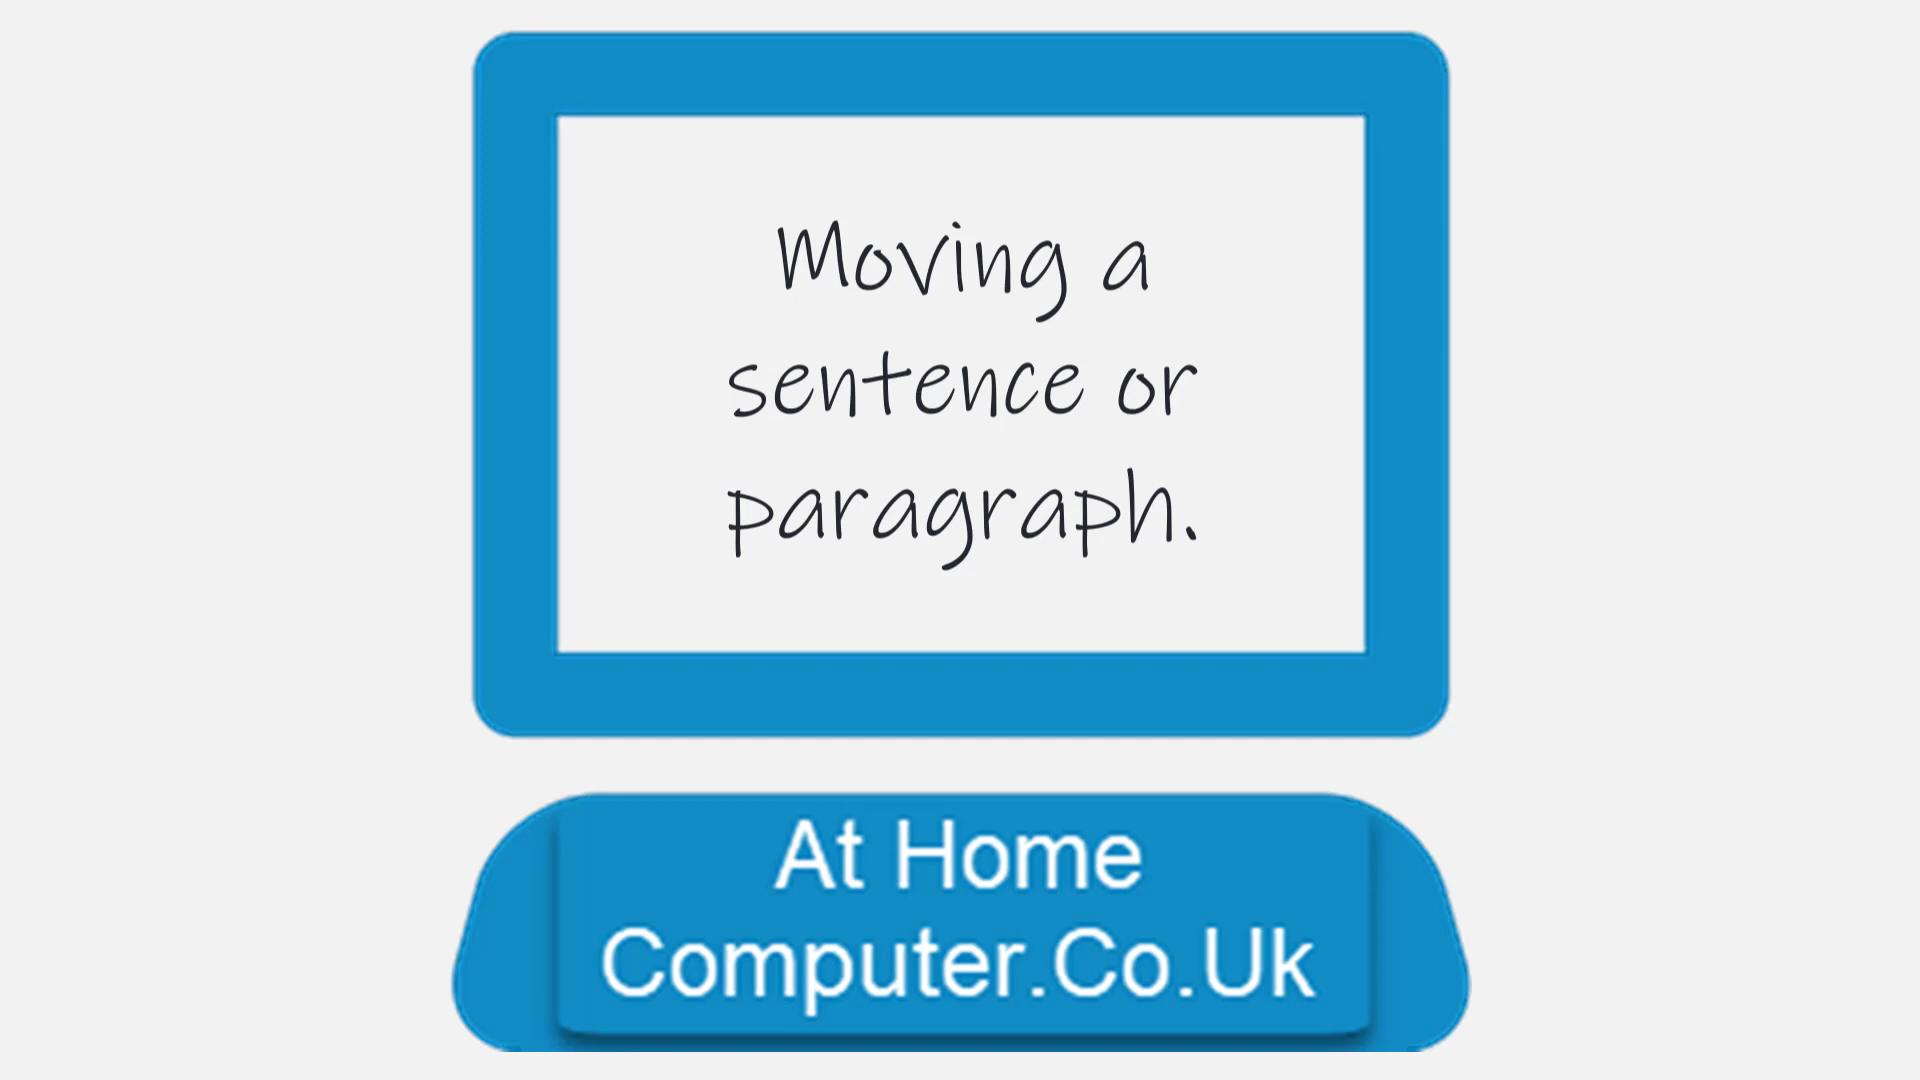 Moving a
sentence or
paragraph.
At Home
Computer.Co.Uk